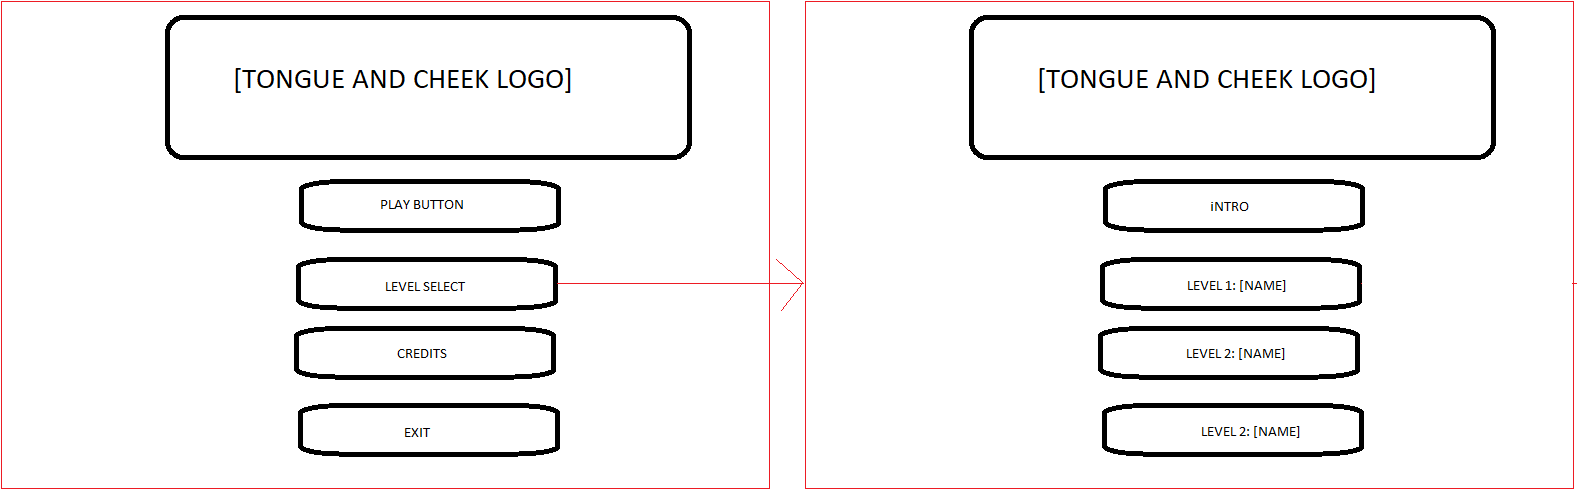 [TONGUE AND CHEEK LOGO]
PLAY BUTTON
LEVEL SELECT
CREDITS
EXIT
[TONGUE AND CHEEK LOGO]
iNTRO
LEVEL 1: [NAME]
LEVEL 2: [NAME]
LEVEL 2: [NAME]